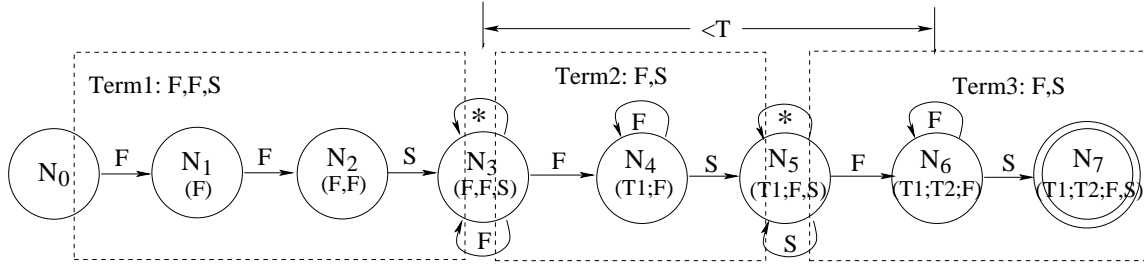 <T
Term1: F,F,S
Term2: F,S
Term3: F,S
* F * F
N0 F N1 F N2 S N3 F N4 S N5 F N6 S N7
(F) (F,F) (F,F,S) (T1;F) (T1;F,S) (T1;T2;F) (T1;T2;F,S)
F S